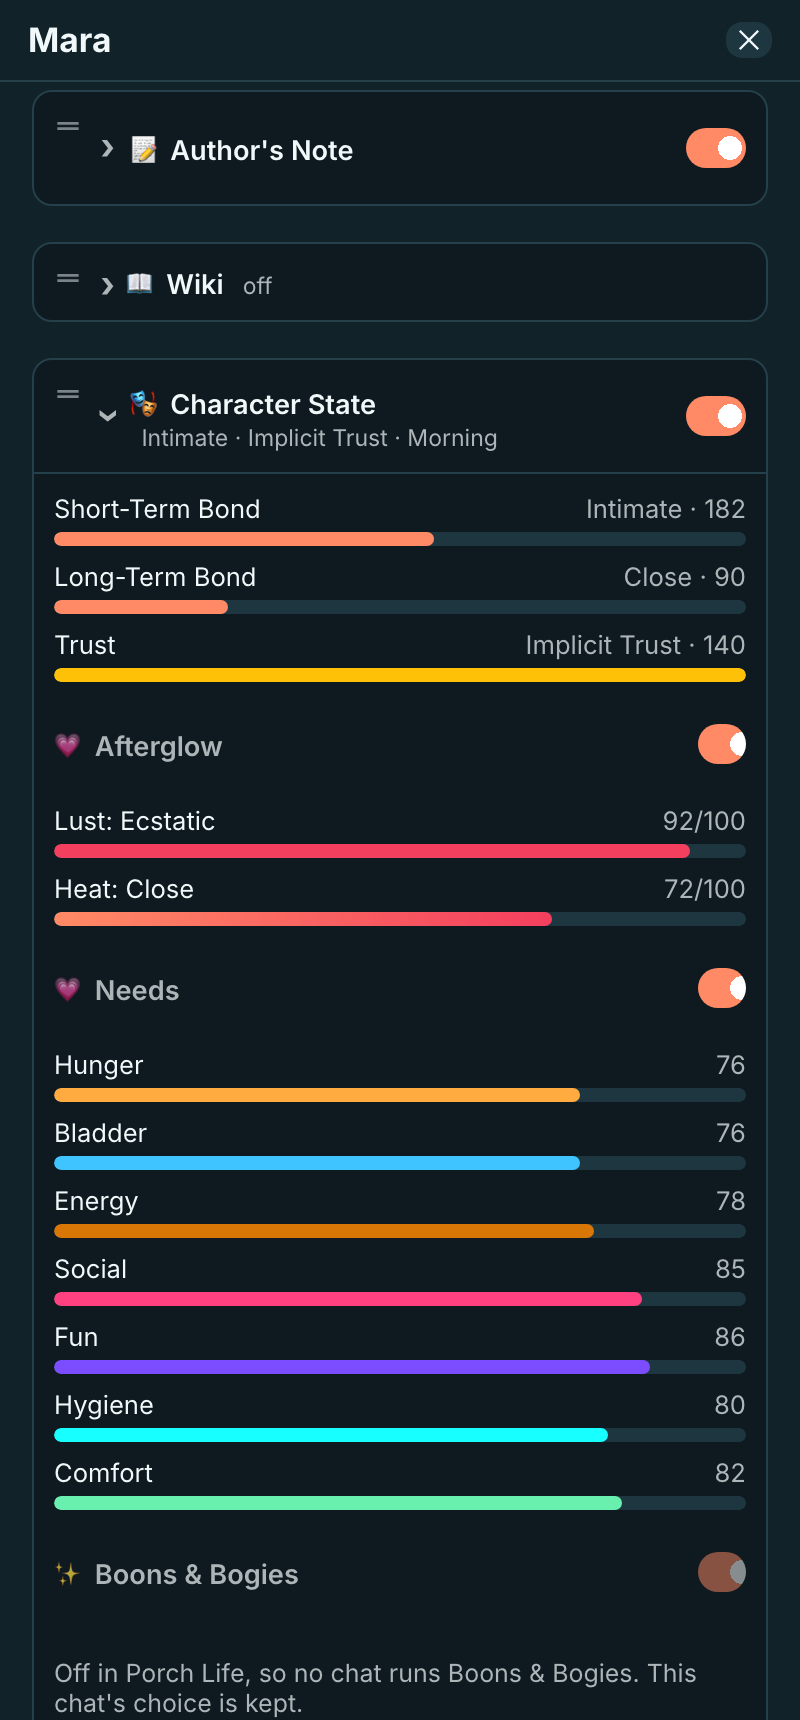 Mara
Author's Note
Wiki off
Character State
Intimate · Implicit Trust · Morning
Short-Term Bond Intimate · 182
Long-Term Bond Close · 90
Trust Implicit Trust · 140
Afterglow
Lust: Ecstatic 92/100
Heat: Close 72/100
Needs
Hunger 76
Bladder 76
Energy 78
Social 85
Fun 86
Hygiene 80
Comfort 82
Boons & Bogies
Off in Porch Life, so no chat runs Boons & Bogies. This
chat's choice is kept.